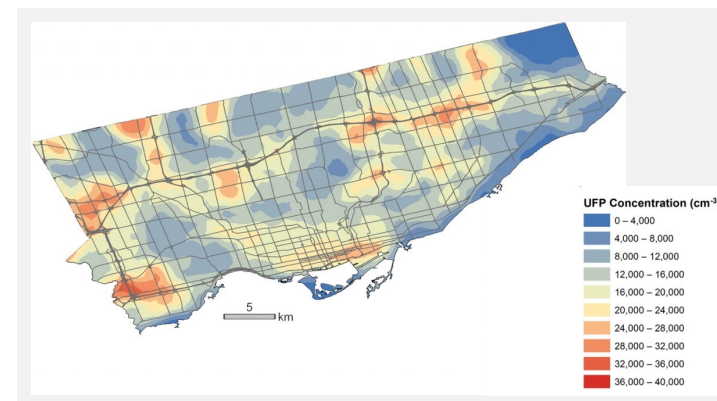 UFP Concentration (cm-3
0 – 4,000
4,000 – 8,000
8,000 – 12,000
12,000 – 16,000
16,000 – 20,000
20,000 – 24,000
24,000 – 28,000
28,000 – 32,000
32,000 – 36,000
36,000 – 40,000
5
km